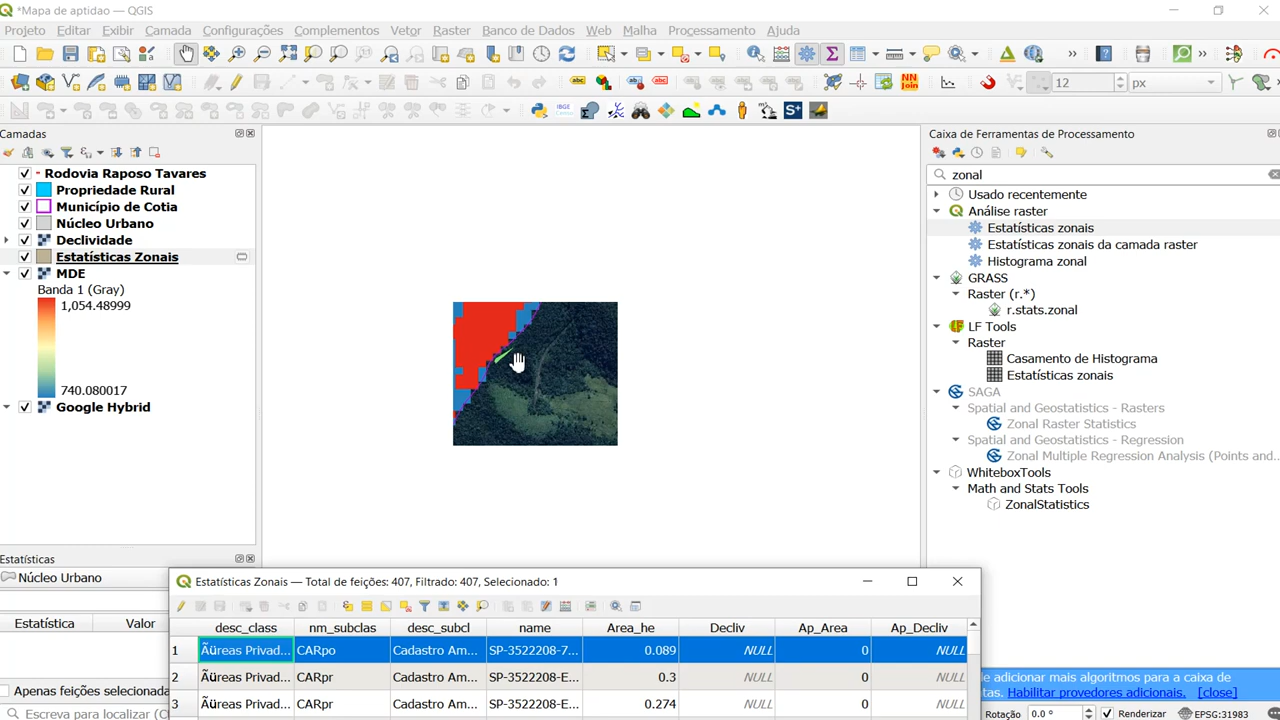 *Mapa de aptidao — QGIS
Projeto Editar Exibir Camada Configurações Complementos Vetor Raster Banco de Dados Web Malha Processamento Ajuda
12 px
Camadas
Rodovia Raposo Tavares
Propriedade Rural
Município de Cotia
Núcleo Urbano
Declividade
Estatísticas Zonais
MDE
Banda 1 (Gray)
1,054.48999
740.080017
Google Hybrid
Caixa de Ferramentas de Processamento
zonal
Usado recentemente
Análise raster
Estatísticas zonais
Estatísticas zonais da camada raster
Histograma zonal
GRASS
Raster (r.*)
r.stats.zonal
LF Tools
Raster
Casamento de Histograma
Estatísticas zonais
SAGA
Spatial and Geostatistics - Rasters
Zonal Raster Statistics
Spatial and Geostatistics - Regression
Zonal Multiple Regression Analysis (Points and...
WhiteboxTools
Math and Stats Tools
ZonalStatistics
Estatísticas
Núcleo Urbano
Estatística Valor
Apenas feições selecionada
Escreva para localizar (C
Estatísticas Zonais — Total de feições: 407, Filtrado: 407, Selecionado: 1
desc_class nm_subclas desc_subcl name Area_he Decliv Ap_Area Ap_Decliv
1 Ãüreas Privad... CARpo Cadastro Am... SP-3522208-7... 0.089 NULL 0 NULL
2 Ãüreas Privad... CARpr Cadastro Am... SP-3522208-E... 0.3 NULL 0 NULL
3 Ãüreas Privad... CARpr Cadastro Am... SP-3522208-E... 0.274 NULL 0 NULL
de adicionar mais algoritmos para a caixa de
tas. Habilitar provedores adicionais. [close]
Rotação 0.0 ° Renderizar EPSG:31983